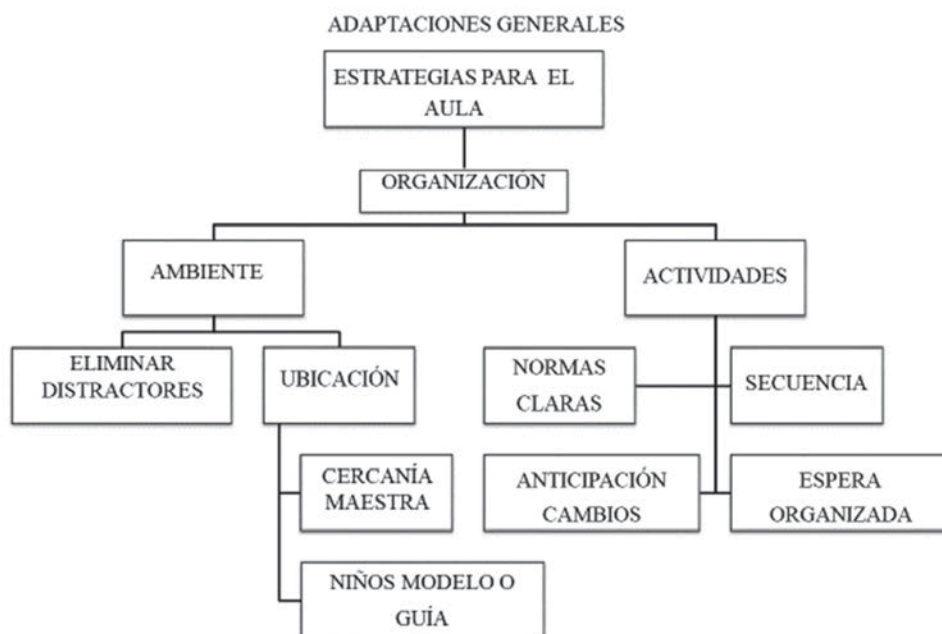 ADAPTACIONES GENERALES
ESTRATEGIAS PARA EL
AULA
ORGANIZACIÓN
AMBIENTE
ACTIVIDADES
ELIMINAR
DISTRACTORES
UBICACIÓN
NORMAS
CLARAS
SECUENCIA
CERCANÍA
MAESTRA
ANTICIPACIÓN
CAMBIOS
ESPERA
ORGANIZADA
NIÑOS MODELO O
GUÍA